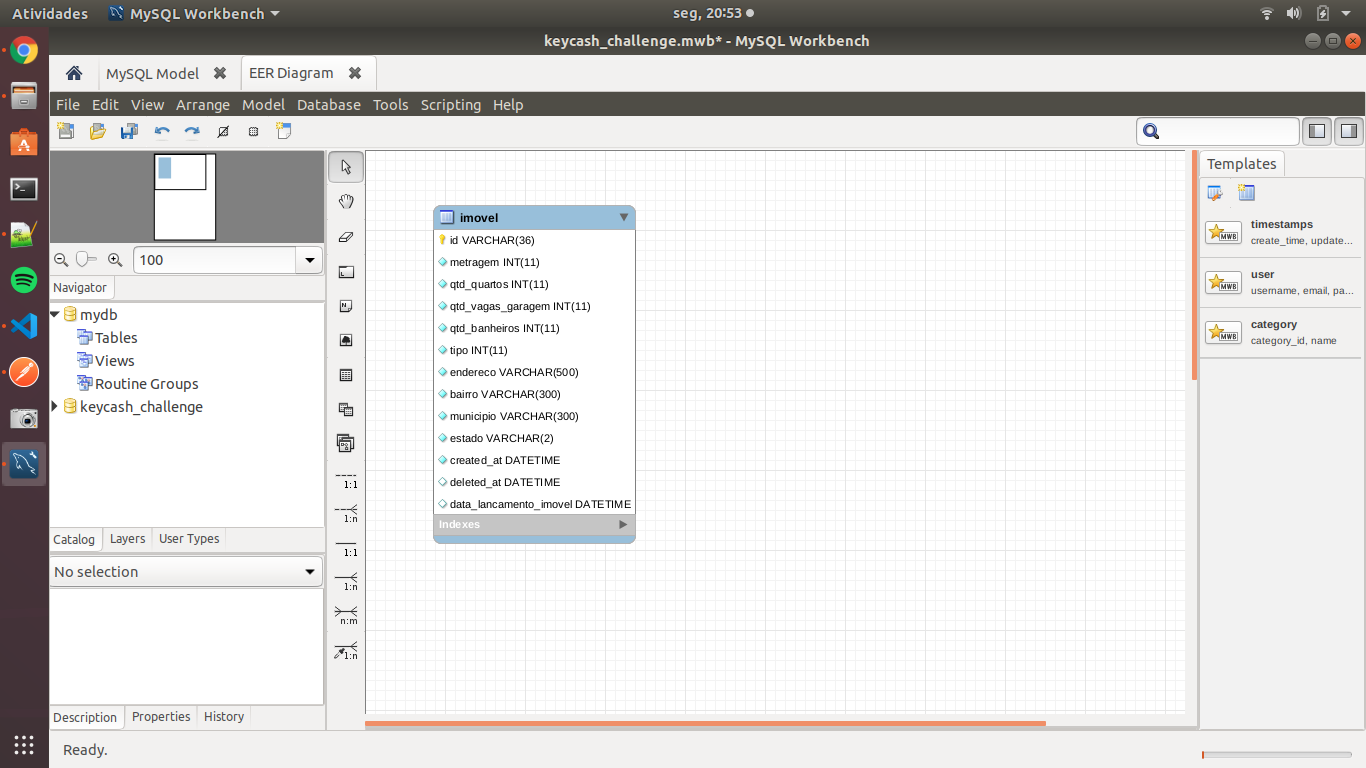 Atividades
MySQL Workbench
seg, 20:53
keycash_challenge.mwb* - MySQL Workbench
MySQL Model
EER Diagram
File Edit View Arrange Model Database Tools Scripting Help
100
Navigator
mydb
Tables
Views
Routine Groups
keycash_challenge
Catalog Layers User Types
No selection
Description Properties History
1:1
1:n
1:1
1:n
n:m
1:n
imovel
id VARCHAR(36)
metragem INT(11)
qtd_quartos INT(11)
qtd_vagas_garagem INT(11)
qtd_banheiros INT(11)
tipo INT(11)
endereco VARCHAR(500)
bairro VARCHAR(300)
municipio VARCHAR(300)
estado VARCHAR(2)
created_at DATETIME
deleted_at DATETIME
data_lancamento_imovel DATETIME
Indexes
Templates
MWB
timestamps
create_time, update...
MWB
user
username, email, pa...
MWB
category
category_id, name
Ready.